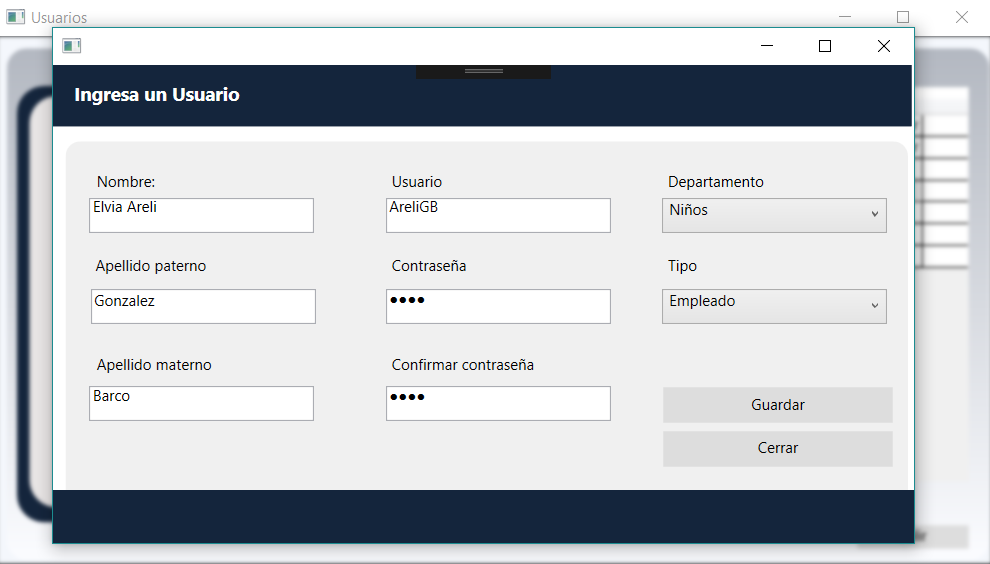 Usuarios
Ingresa un Usuario
Nombre:
Usuario
Departamento
Elvia Areli
AreliGB
Niños
Apellido paterno
Contraseña
Tipo
Gonzalez
●●●●
Empleado
Apellido materno
Confirmar contraseña
Barco
●●●●
Guardar
Cerrar